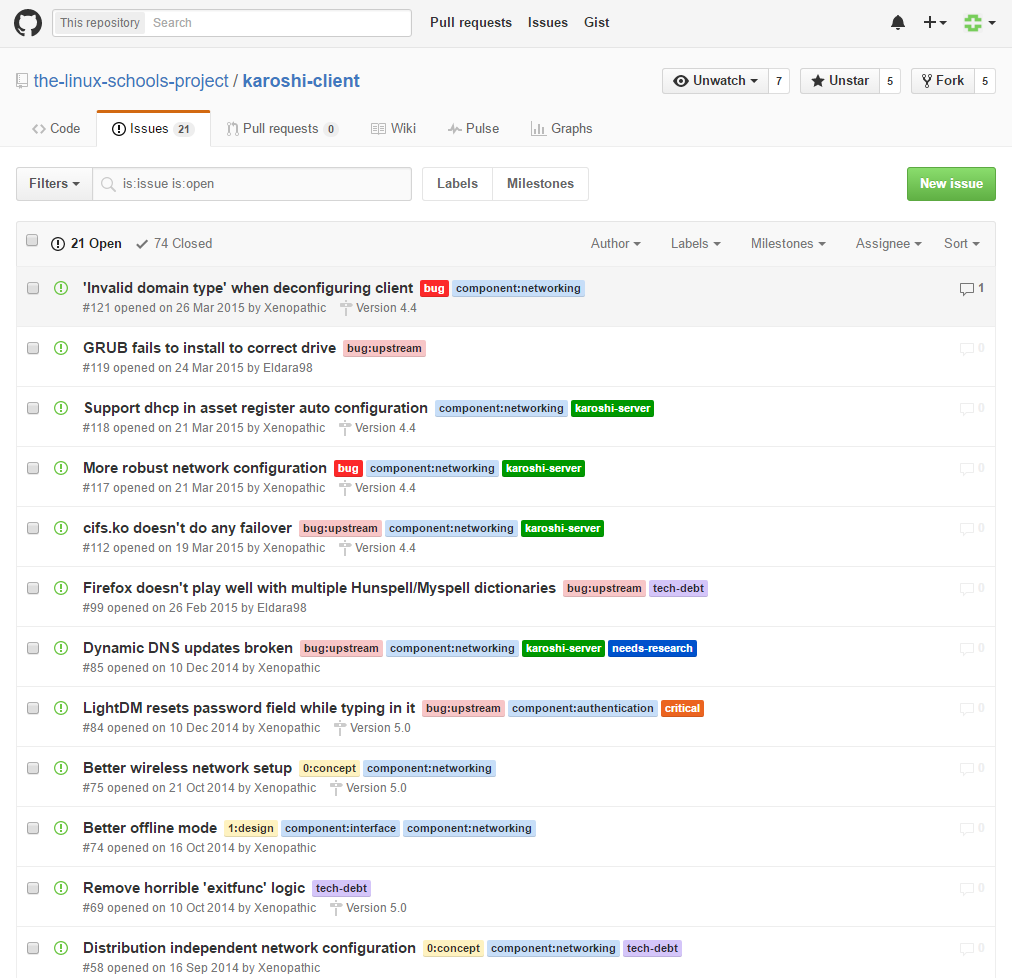 This repository Search Pull requests Issues Gist
the-linux-schools-project / karoshi-client Unwatch 7 Unstar 5 Fork 5
Code Issues 21 Pull requests 0 Wiki Pulse Graphs
Filters is:issue is:open Labels Milestones New issue
21 Open 74 Closed Author Labels Milestones Assignee Sort
'Invalid domain type' when deconfiguring client bug component:networking 1
#121 opened on 26 Mar 2015 by Xenopathic Version 4.4
GRUB fails to install to correct drive bug:upstream 0
#119 opened on 24 Mar 2015 by Eldara98
Support dhcp in asset register auto configuration component:networking karoshi-server 0
#118 opened on 21 Mar 2015 by Xenopathic Version 4.4
More robust network configuration bug component:networking karoshi-server 0
#117 opened on 21 Mar 2015 by Xenopathic Version 4.4
cifs.ko doesn't do any failover bug:upstream component:networking karoshi-server 0
#112 opened on 19 Mar 2015 by Xenopathic Version 4.4
Firefox doesn't play well with multiple Hunspell/Myspell dictionaries bug:upstream tech-debt 0
#99 opened on 26 Feb 2015 by Eldara98
Dynamic DNS updates broken bug:upstream component:networking karoshi-server needs-research 0
#85 opened on 10 Dec 2014 by Xenopathic
LightDM resets password field while typing in it bug:upstream component:authentication critical 0
#84 opened on 10 Dec 2014 by Xenopathic Version 5.0
Better wireless network setup 0:concept component:networking 0
#75 opened on 21 Oct 2014 by Xenopathic Version 5.0
Better offline mode 1:design component:interface component:networking 0
#74 opened on 16 Oct 2014 by Xenopathic
Remove horrible 'exitfunc' logic tech-debt 0
#69 opened on 10 Oct 2014 by Xenopathic Version 5.0
Distribution independent network configuration 0:concept component:networking tech-debt 0
#58 opened on 16 Sep 2014 by Xenopathic